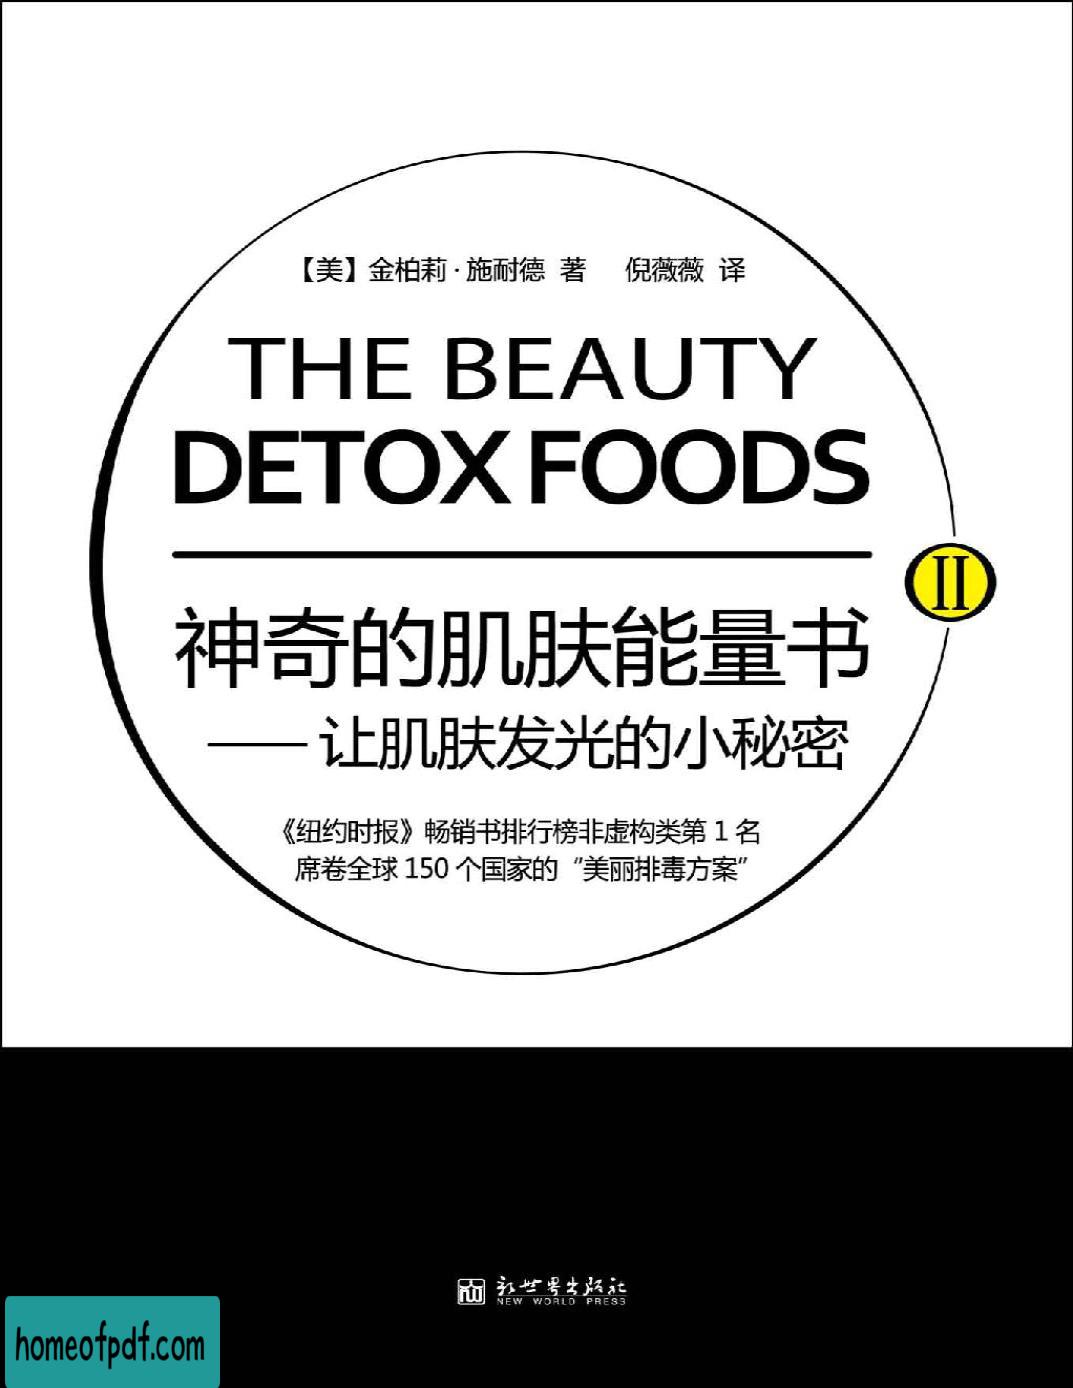 【美】金柏莉·施耐德 著 倪薇薇 译
THE BEAUTY
DETOX FOODS
II
神奇的肌肤能量书
——让肌肤发光的小秘密
《纽约时报》畅销书排行榜非虚构类第 1 名
席卷全球 150 个国家的“美丽排毒方案”
新世界出版社
NEW WORLD PRESS
homeofpdf.com